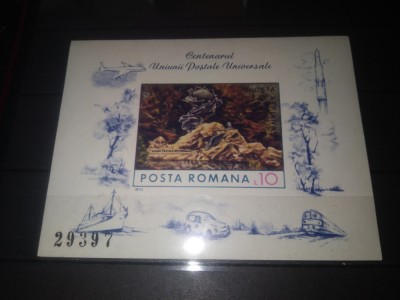 Centenarul
Uniunii Poştale Universale
POSTA ROMANA L10
29397